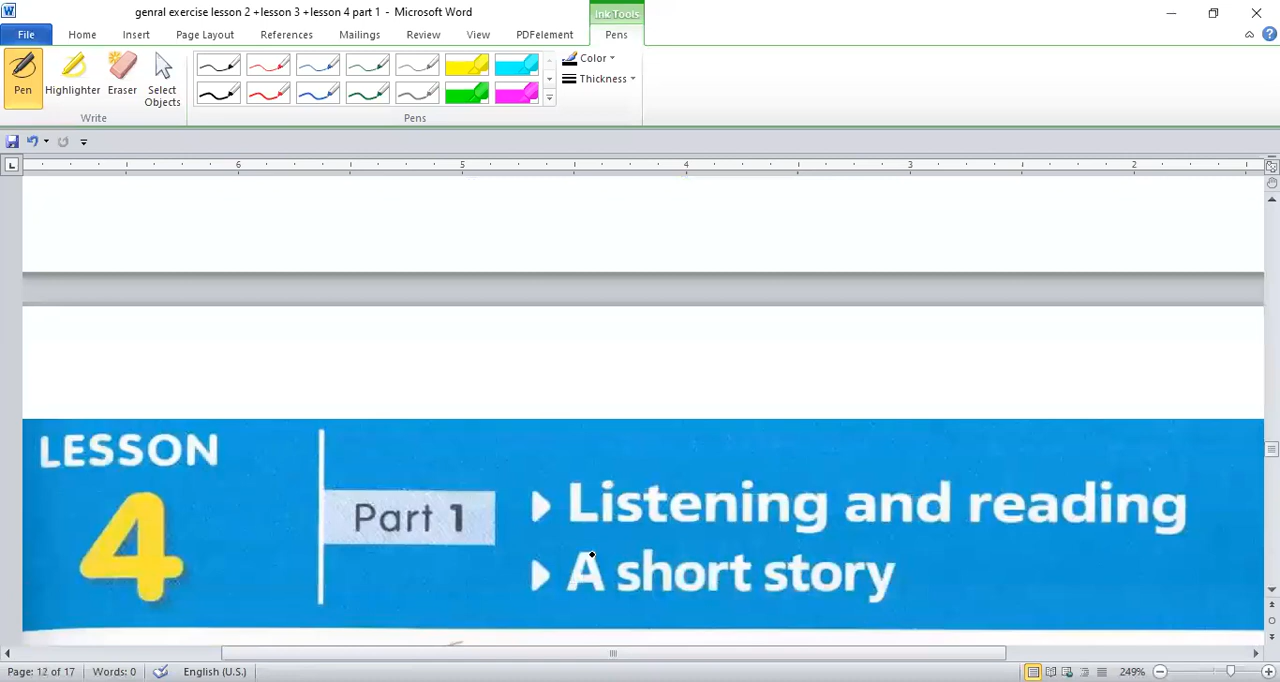 genral exercise lesson 2 +lesson 3 +lesson 4 part 1 - Microsoft Word
Ink Tools
File Home Insert Page Layout References Mailings Review View PDFelement Pens
Pen Highlighter Eraser Select Objects
Color
Thickness
Write Pens
6 5 4 3 2
LESSON
4
Part 1
Listening and reading
A short story
Page: 12 of 17 Words: 0 English (U.S.) 249%